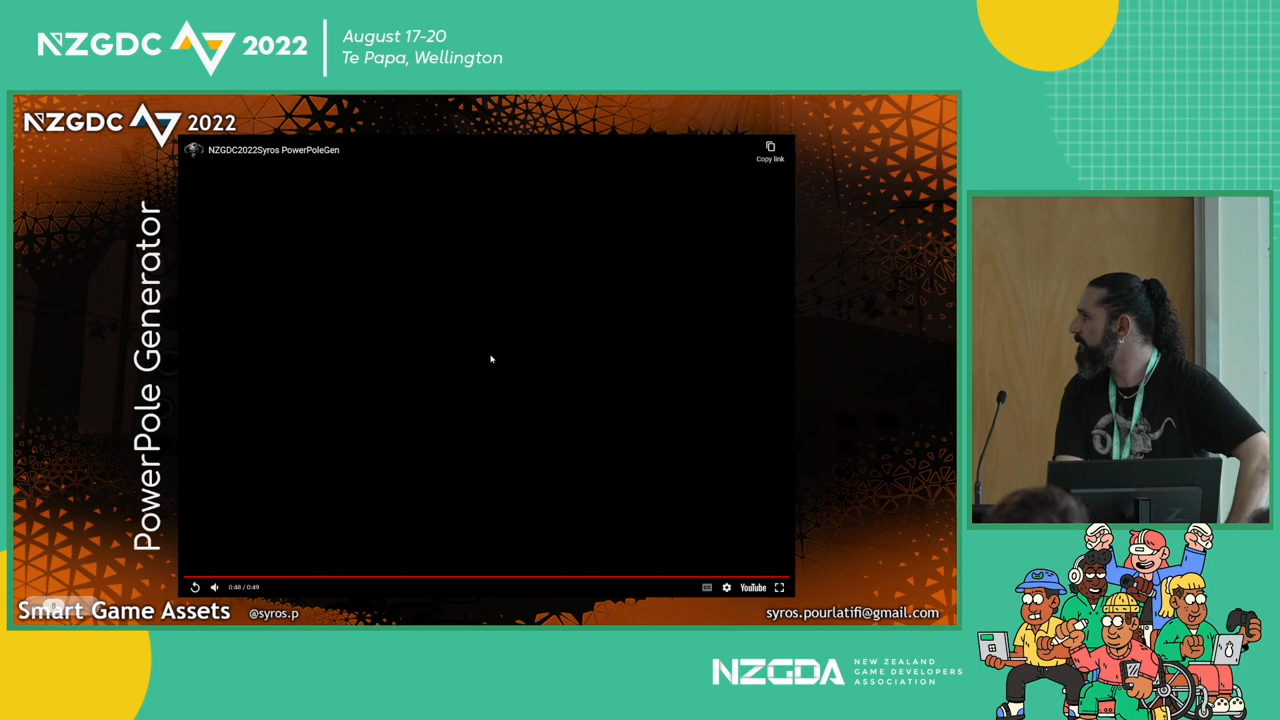 NZGDC 2022
August 17-20
Te Papa, Wellington
NZGDC 2022
NZGDC2022Syros PowerPoleGen
Copy link
PowerPole Generator
0:48 / 0:49
YouTube
Smart Game Assets
@syros.p
syros.pourlatifi@gmail.com
NZGDA
NEW ZEALAND
GAME DEVELOPERS
ASSOCIATION